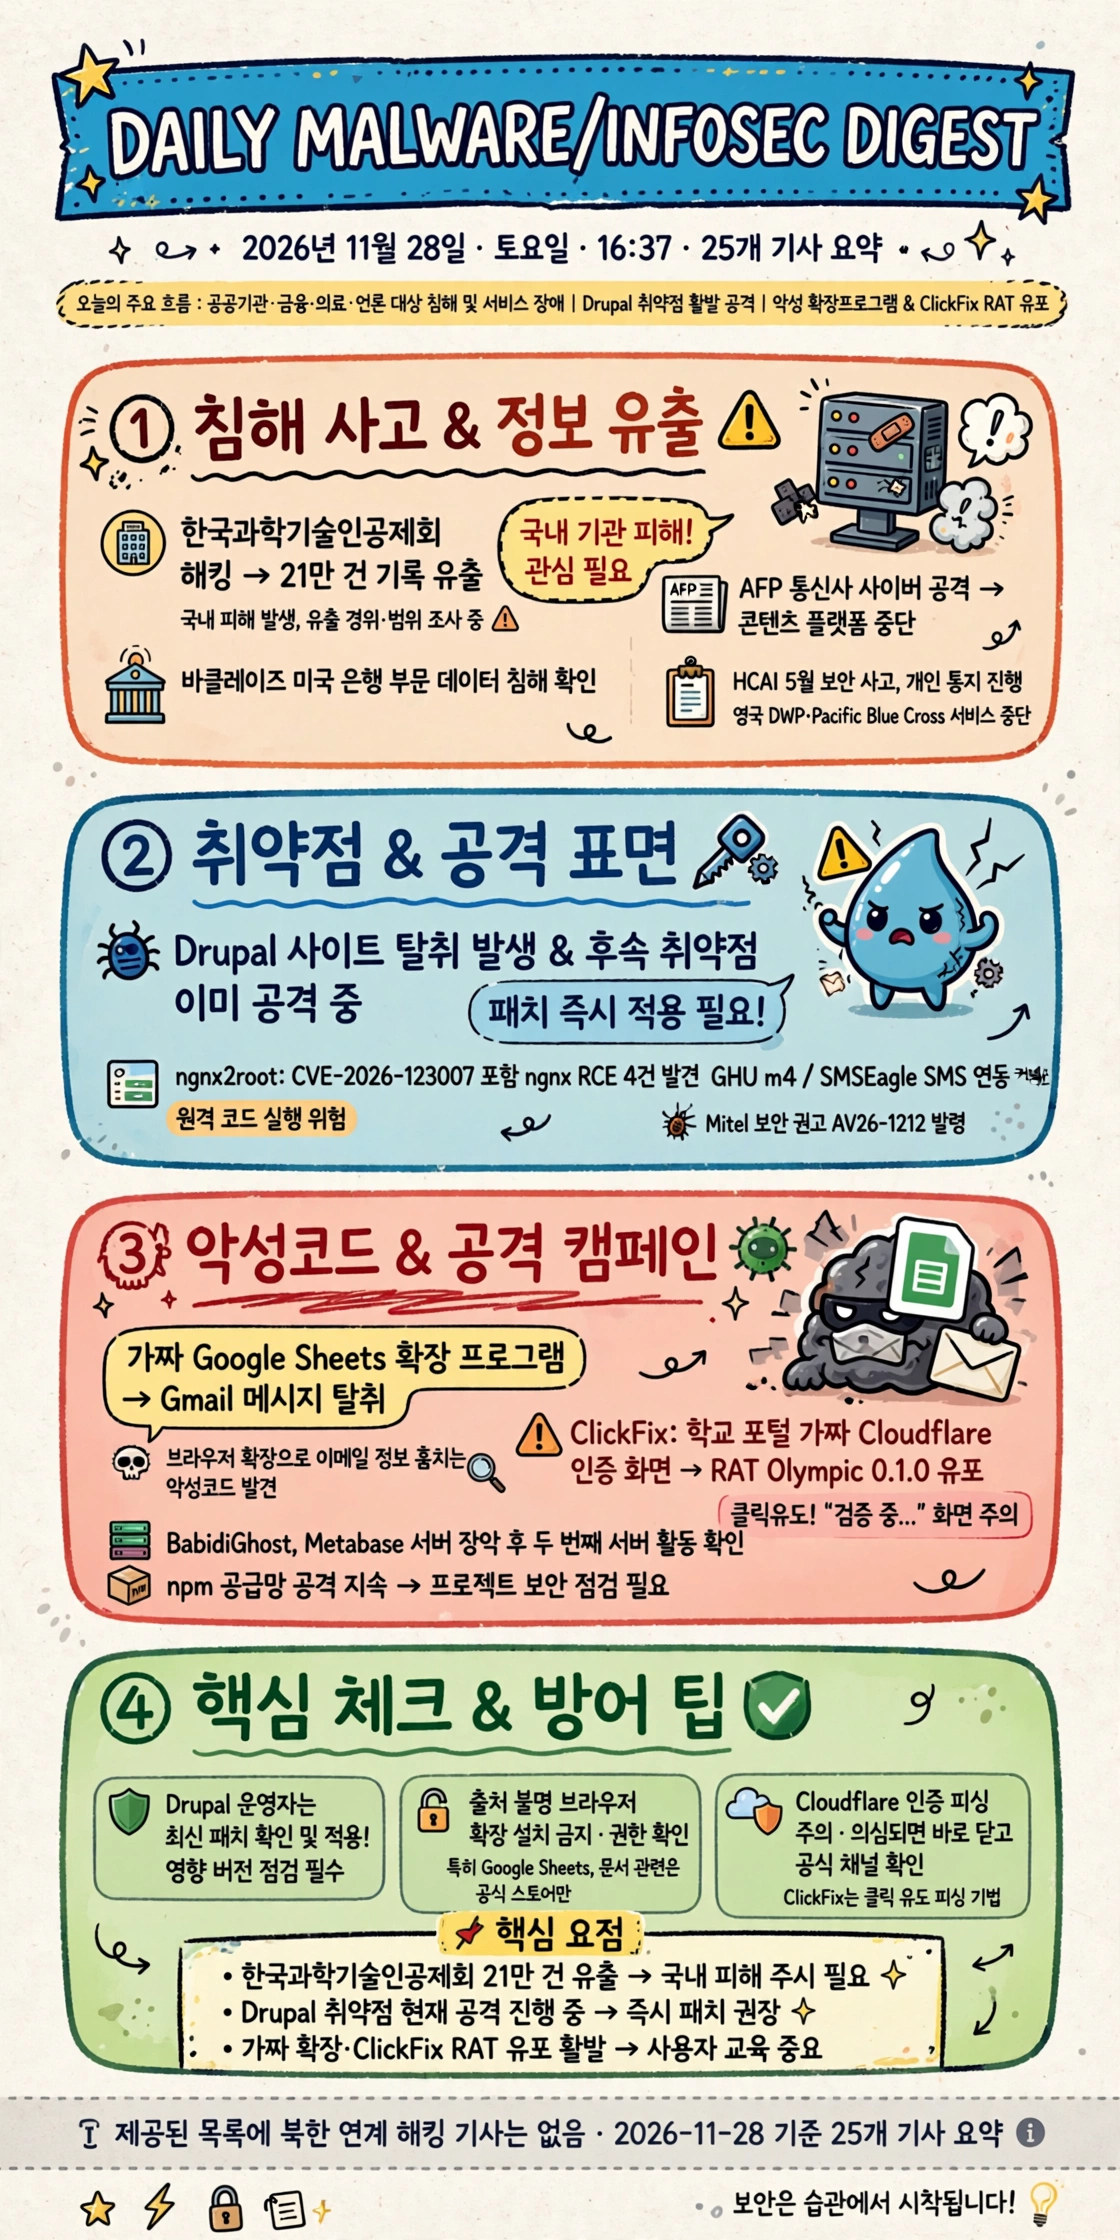 DAILY MALWARE/INFOSEC DIGEST
2026년 11월 28일 · 토요일 · 16:37 · 25개 기사 요약
오늘의 주요 흐름 : 공공기관·금융·의료·언론 대상 침해 및 서비스 장애 | Drupal 취약점 활발 공격 | 악성 확장프로그램 & ClickFix RAT 유포
① 침해 사고 & 정보 유출
한국과학기술인공제회
해킹 → 21만 건 기록 유출
국내 피해 발생, 유출 경위·범위 조사 중
국내 기관 피해!
관심 필요
AFP
AFP 통신사 사이버 공격 →
콘텐츠 플랫폼 중단
바클레이즈 미국 은행 부문 데이터 침해 확인
HCAI 5월 보안 사고, 개인 통지 진행
영국 DWP·Pacific Blue Cross 서비스 중단
② 취약점 & 공격 표면
Drupal 사이트 탈취 발생 & 후속 취약점
이미 공격 중
패치 즉시 적용 필요!
ngnx2root: CVE-2026-123007 포함 ngnx RCE 4건 발견
원격 코드 실행 위험
GHU m4 / SMSEagle SMS 연동
Mitel 보안 권고 AV26-1212 발령
③ 악성코드 & 공격 캠페인
가짜 Google Sheets 확장 프로그램
→ Gmail 메시지 탈취
브라우저 확장으로 이메일 정보 훔치는
악성코드 발견
ClickFix: 학교 포털 가짜 Cloudflare
인증 화면 → RAT Olympic 0.1.0 유포
클릭유도! “검증 중...” 화면 주의
BabidiGhost, Metabase 서버 장악 후 두 번째 서버 활동 확인
npm 공급망 공격 지속 → 프로젝트 보안 점검 필요
④ 핵심 체크 & 방어 팁
Drupal 운영자는
최신 패치 확인 및 적용!
영향 버전 점검 필수
출처 불명 브라우저
확장 설치 금지 · 권한 확인
특히 Google Sheets, 문서 관련은
공식 스토어만
Cloudflare 인증 피싱
주의 · 의심되면 바로 닫고
공식 채널 확인
ClickFix는 클릭 유도 피싱 기법
핵심 요점
• 한국과학기술인공제회 21만 건 유출 → 국내 피해 주시 필요
• Drupal 취약점 현재 공격 진행 중 → 즉시 패치 권장
• 가짜 확장·ClickFix RAT 유포 활발 → 사용자 교육 중요
제공된 목록에 북한 연계 해킹 기사는 없음 · 2026-11-28 기준 25개 기사 요약
보안은 습관에서 시작됩니다!